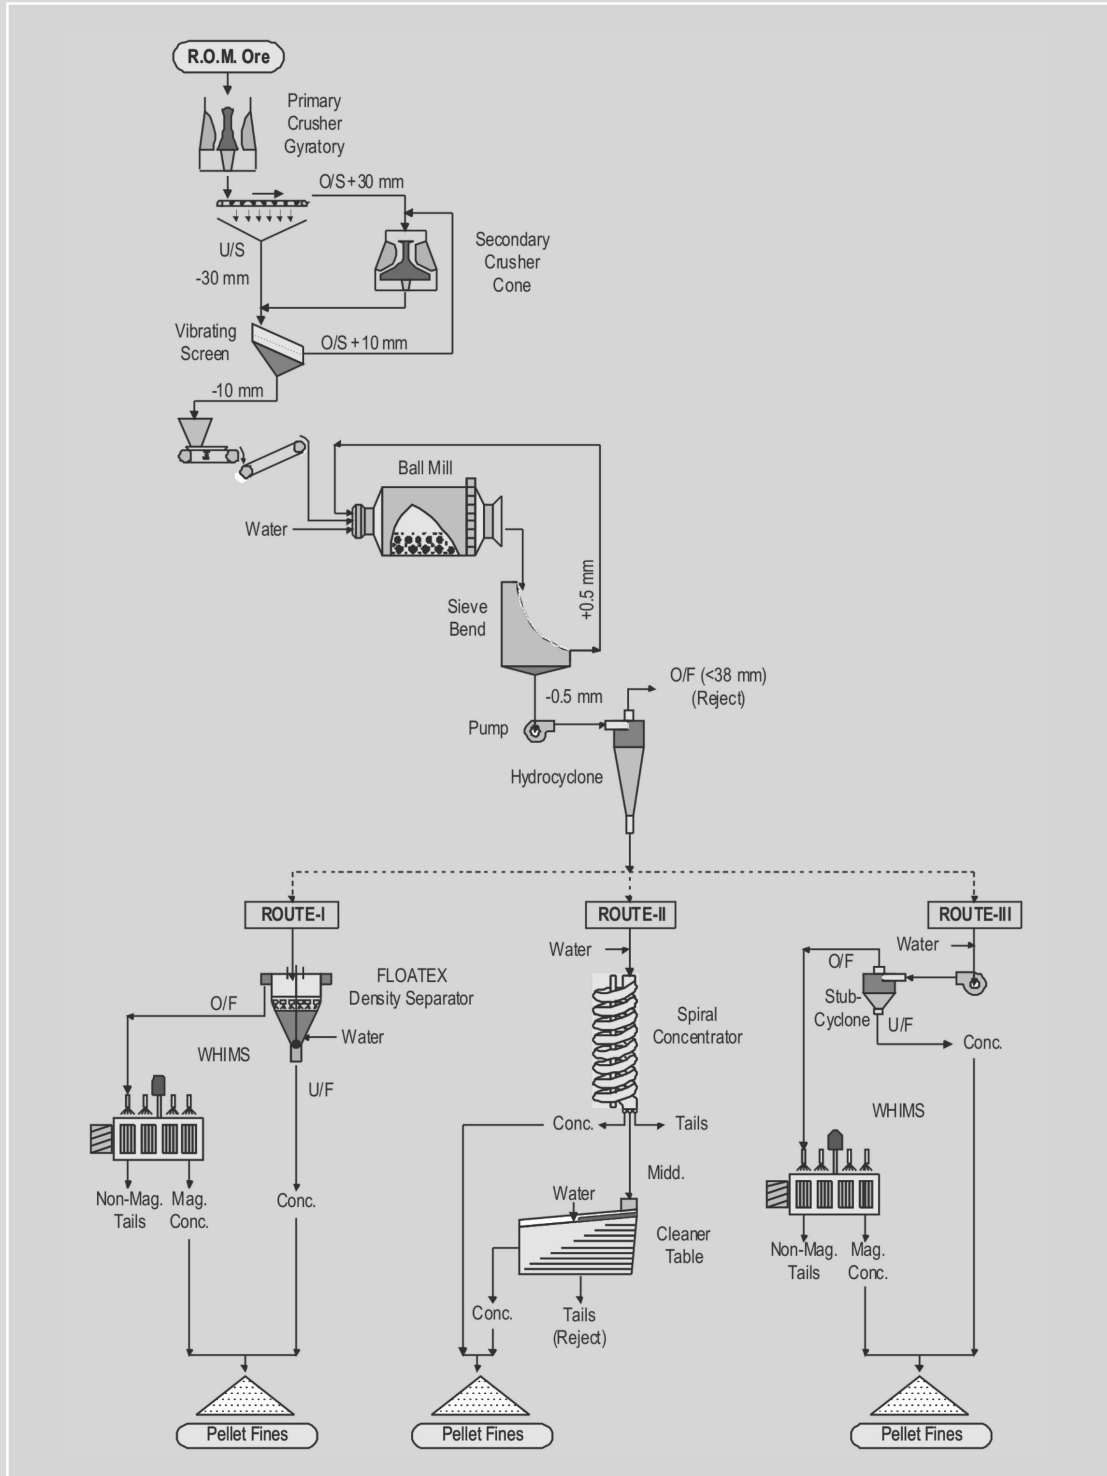 R.O.M. Ore
Primary
Crusher
Gyratory
O/S+30 mm
U/S
-30 mm
Secondary
Crusher
Cone
Vibrating
Screen
O/S+10 mm
-10 mm
Ball Mill
Water
+0.5 mm
Sieve
Bend
-0.5 mm
O/F (<38 mm)
(Reject)
Pump
Hydrocyclone
ROUTE-I
ROUTE-II
ROUTE-III
FLOATEX
Density Separator
O/F
Water
WHIMS
U/F
Non-Mag.
Tails
Mag.
Conc.
Conc.
Pellet Fines
Water
Spiral
Concentrator
Conc.
Tails
Midd.
Water
Cleaner
Table
Conc.
Tails
(Reject)
Pellet Fines
Water
O/F
Stub-
Cyclone
U/F
Conc.
WHIMS
Non-Mag.
Tails
Mag.
Conc.
Pellet Fines